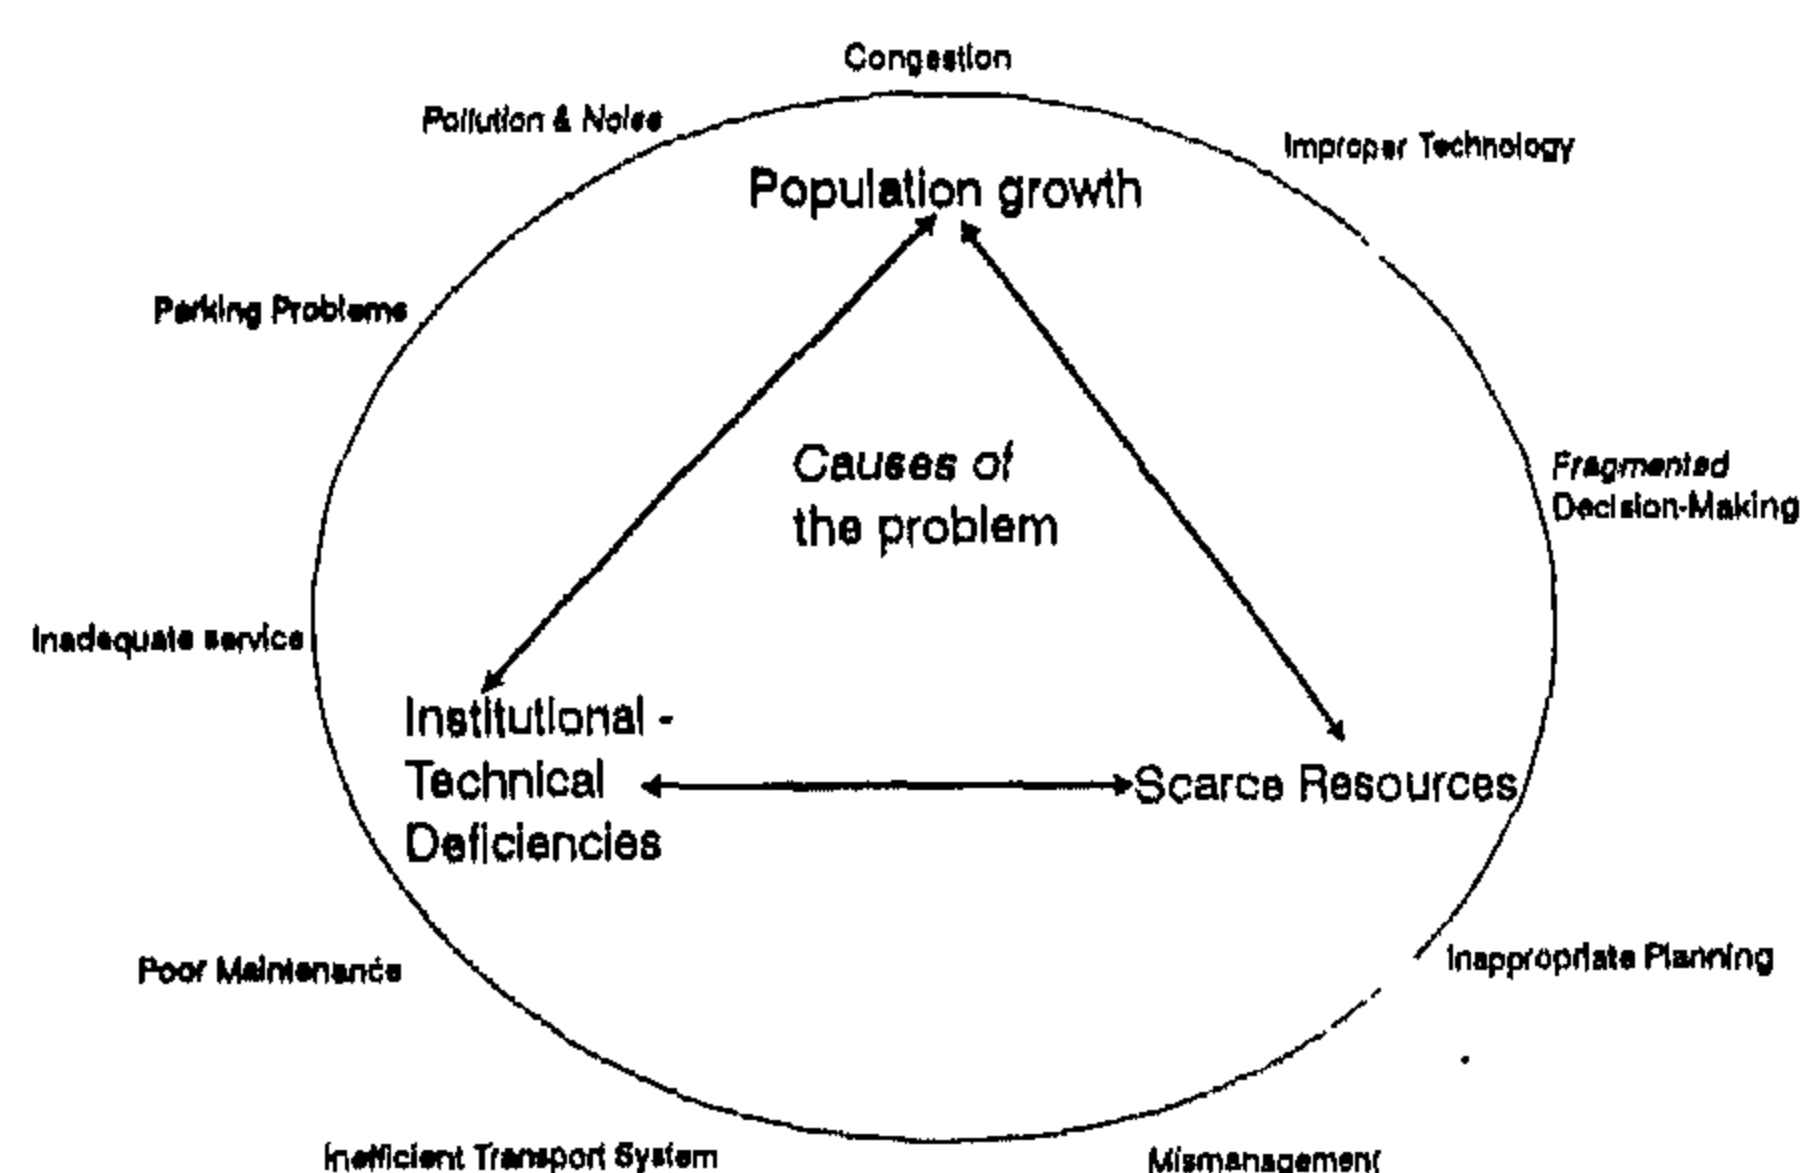 Congestion
Pollution & Noise
Improper Technology
Population growth
Parking Problems
Causes of
the problem
Fragmented
Decision-Making
Inadequate service
Institutional -
Technical
Deficiencies
Scarce Resources
Poor Maintenance
Inappropriate Planning
Inefficient Transport System
Mismanagement